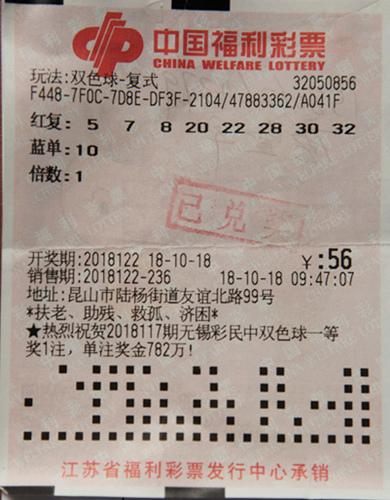 中国福利彩票
CHINA WELFARE LOTTERY
玩法:双色球-复式 32050856
F448-7F0C-7D8E-DF3F-2104/47883362/A041F
红复: 5 7 8 20 22 28 30 32
蓝单:10
倍数:1
已兑奖
开奖期:2018122 18-10-18 ¥:56
销售期:2018122-236 18-10-18 09:47:07
地址:昆山市陆杨街道友谊北路99号
*扶老、助残、救孤、济困*
★热烈祝贺2018117期无锡彩民中双色球一等
奖1注，单注奖金782万!
江苏省福利彩票发行中心承销